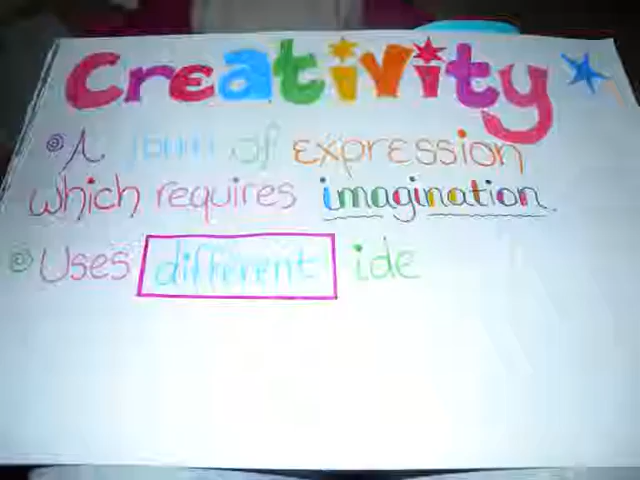 Creativity
A form of expression
which requires imagination.
Uses different ide